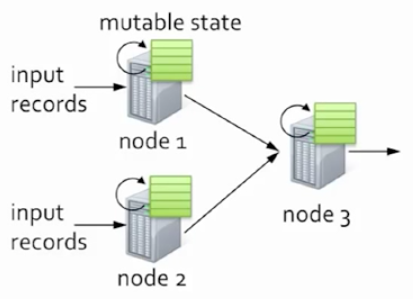 mutable state
input
records
node 1
node 3
input
records
node 2